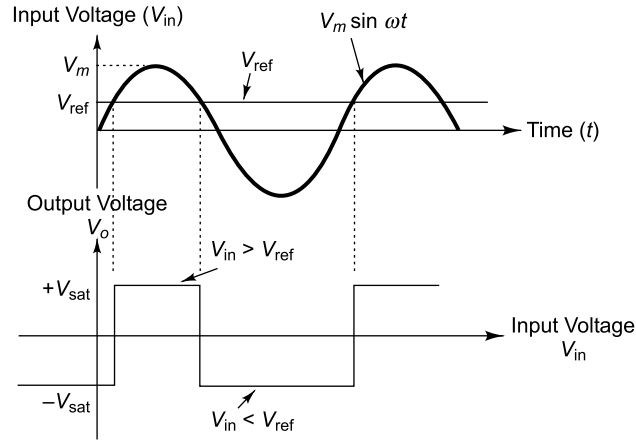 Input Voltage (Vin)
Vm sin ωt
Vm
Vref
Vref
Time (t)
Output Voltage
Vo
Vin > Vref
+Vsat
Input Voltage
Vin
−Vsat
Vin < Vref